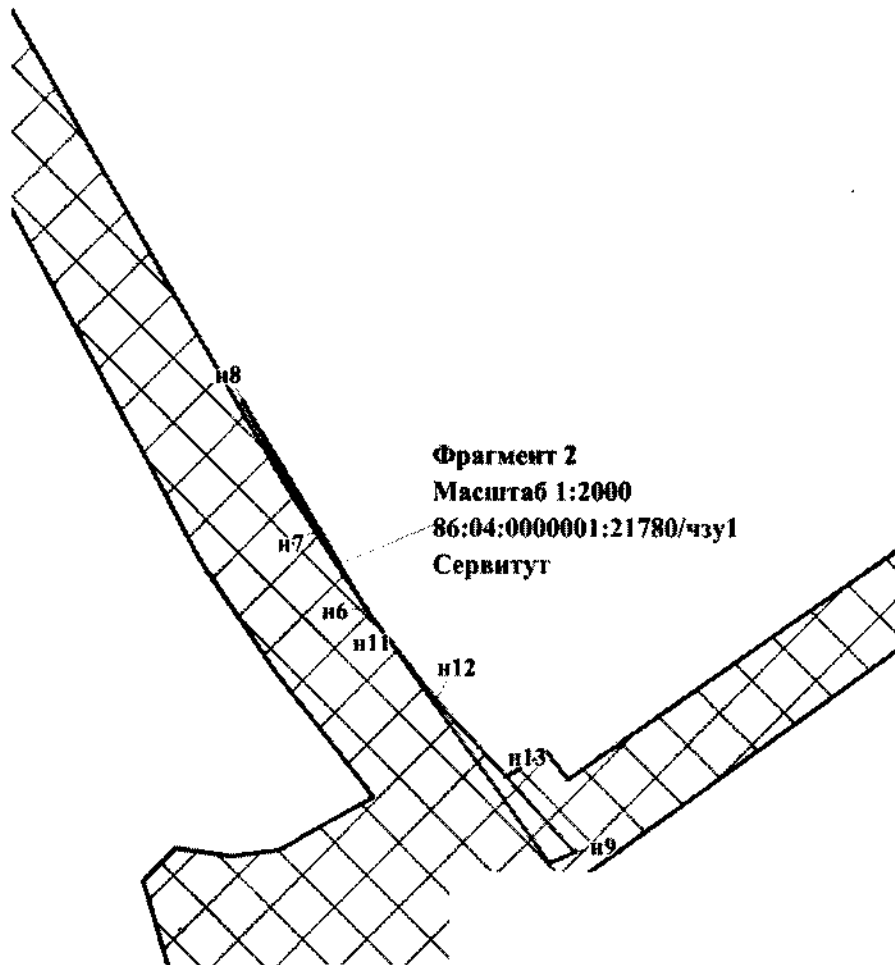 н8
Фрагмент 2
Масштаб 1:2000
86:04:0000001:21780/чзу1
Сервитут
н7
н6
н11
н12
н13
н9